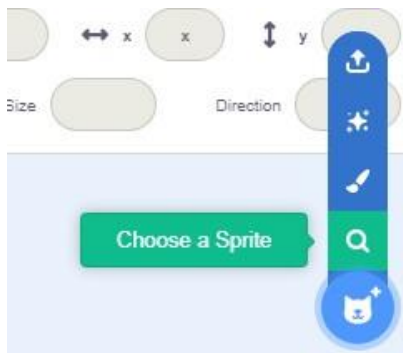 x x y
Size Direction
Choose a Sprite